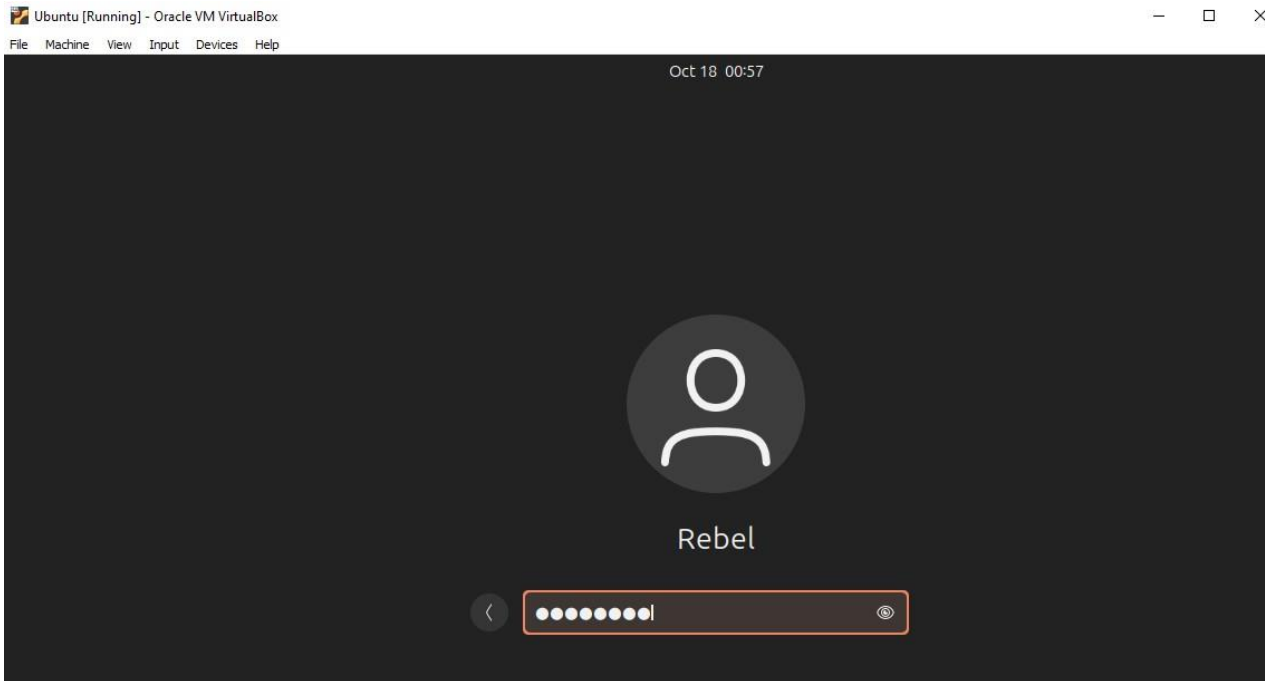 Ubuntu [Running] - Oracle VM VirtualBox
File Machine View Input Devices Help
Oct 18 00:57
Rebel